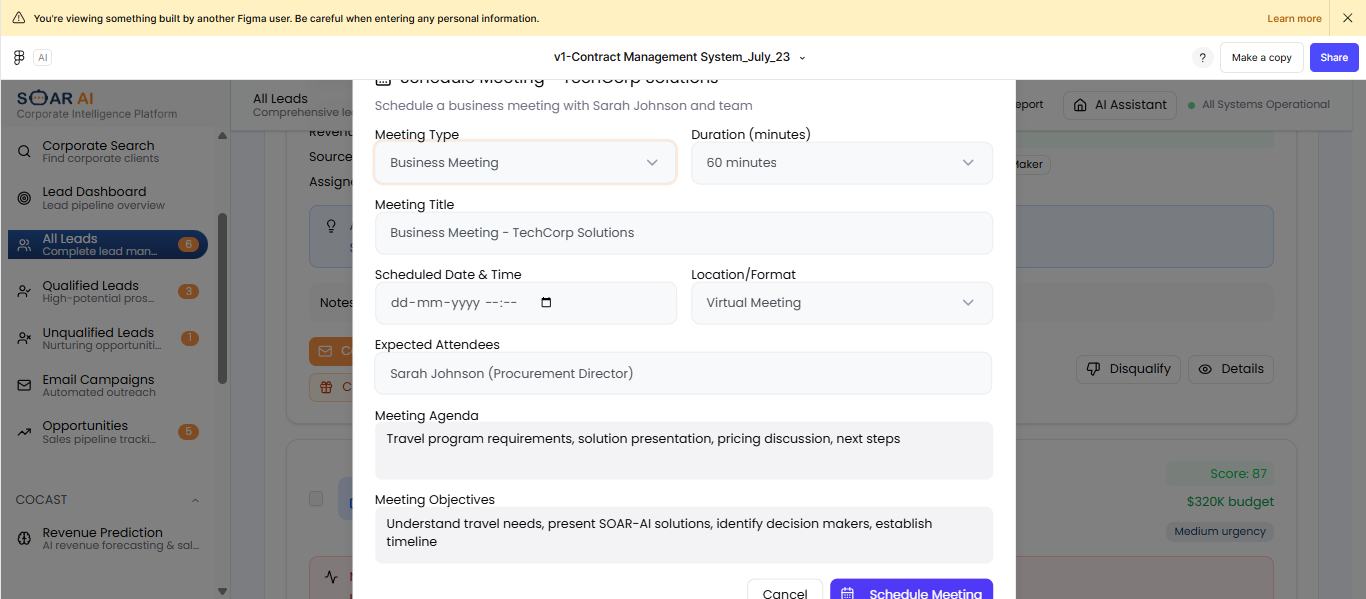 You're viewing something built by another Figma user. Be careful when entering any personal information.
Learn more
AI
v1-Contract Management System_July_23
?
Make a copy
Share
SOAR AI
Corporate Intelligence Platform
Corporate Search
Find corporate clients
Lead Dashboard
Lead pipeline overview
All Leads
Complete lead man...
6
Qualified Leads
High-potential pros...
3
Unqualified Leads
Nurturing opportuniti...
1
Email Campaigns
Automated outreach
Opportunities
Sales pipeline tracki...
5
COCAST
Revenue Prediction
AI revenue forecasting & sal...
All Leads
Comprehensive le
eport
AI Assistant
All Systems Operational
Source
Assign
Maker
Notes
Disqualify
Details
Score: 87
$320K budget
Medium urgency
Schedule Meeting - TechCorp Solutions
Schedule a business meeting with Sarah Johnson and team
Meeting Type
Duration (minutes)
Business Meeting
60 minutes
Meeting Title
Business Meeting - TechCorp Solutions
Scheduled Date & Time
Location/Format
dd-mm-yyyy --:--
Virtual Meeting
Expected Attendees
Sarah Johnson (Procurement Director)
Meeting Agenda
Travel program requirements, solution presentation, pricing discussion, next steps
Meeting Objectives
Understand travel needs, present SOAR-AI solutions, identify decision makers, establish
timeline
Cancel
Schedule Meeting